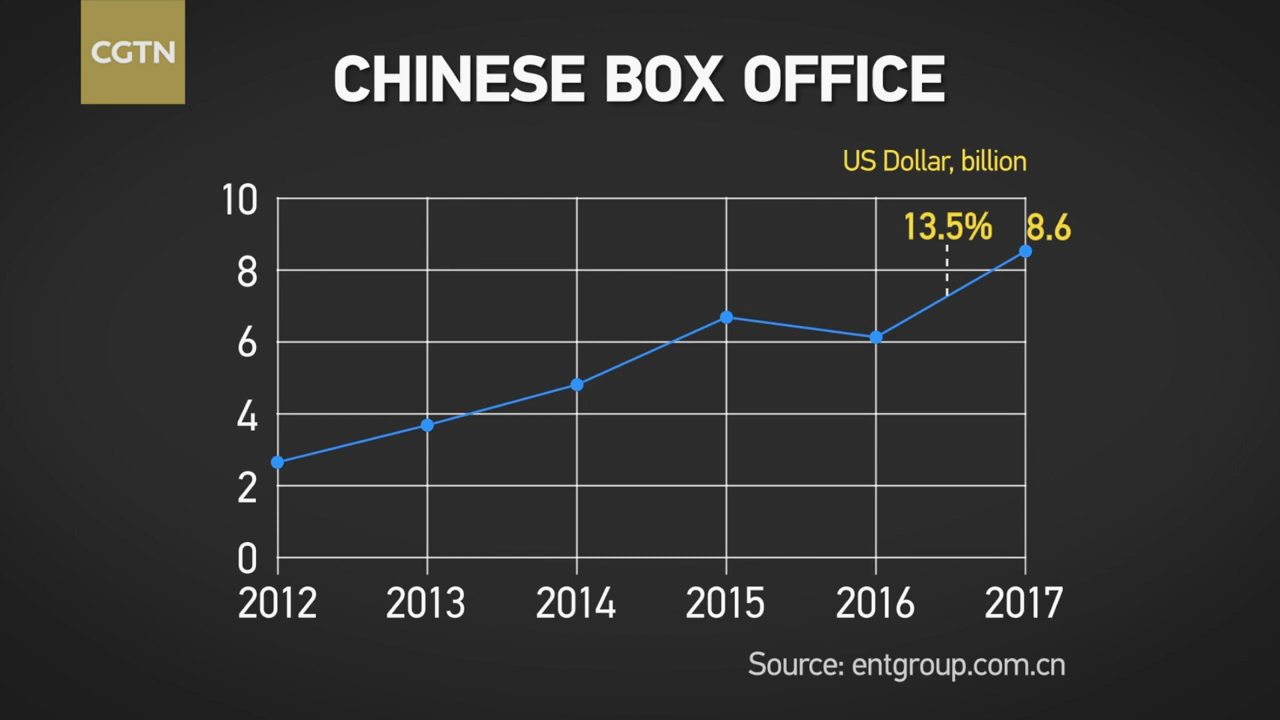 CGTN
CHINESE BOX OFFICE
US Dollar, billion
10
13.5%
8.6
8
6
4
2
0
2012 2013 2014 2015 2016 2017
Source: entgroup.com.cn